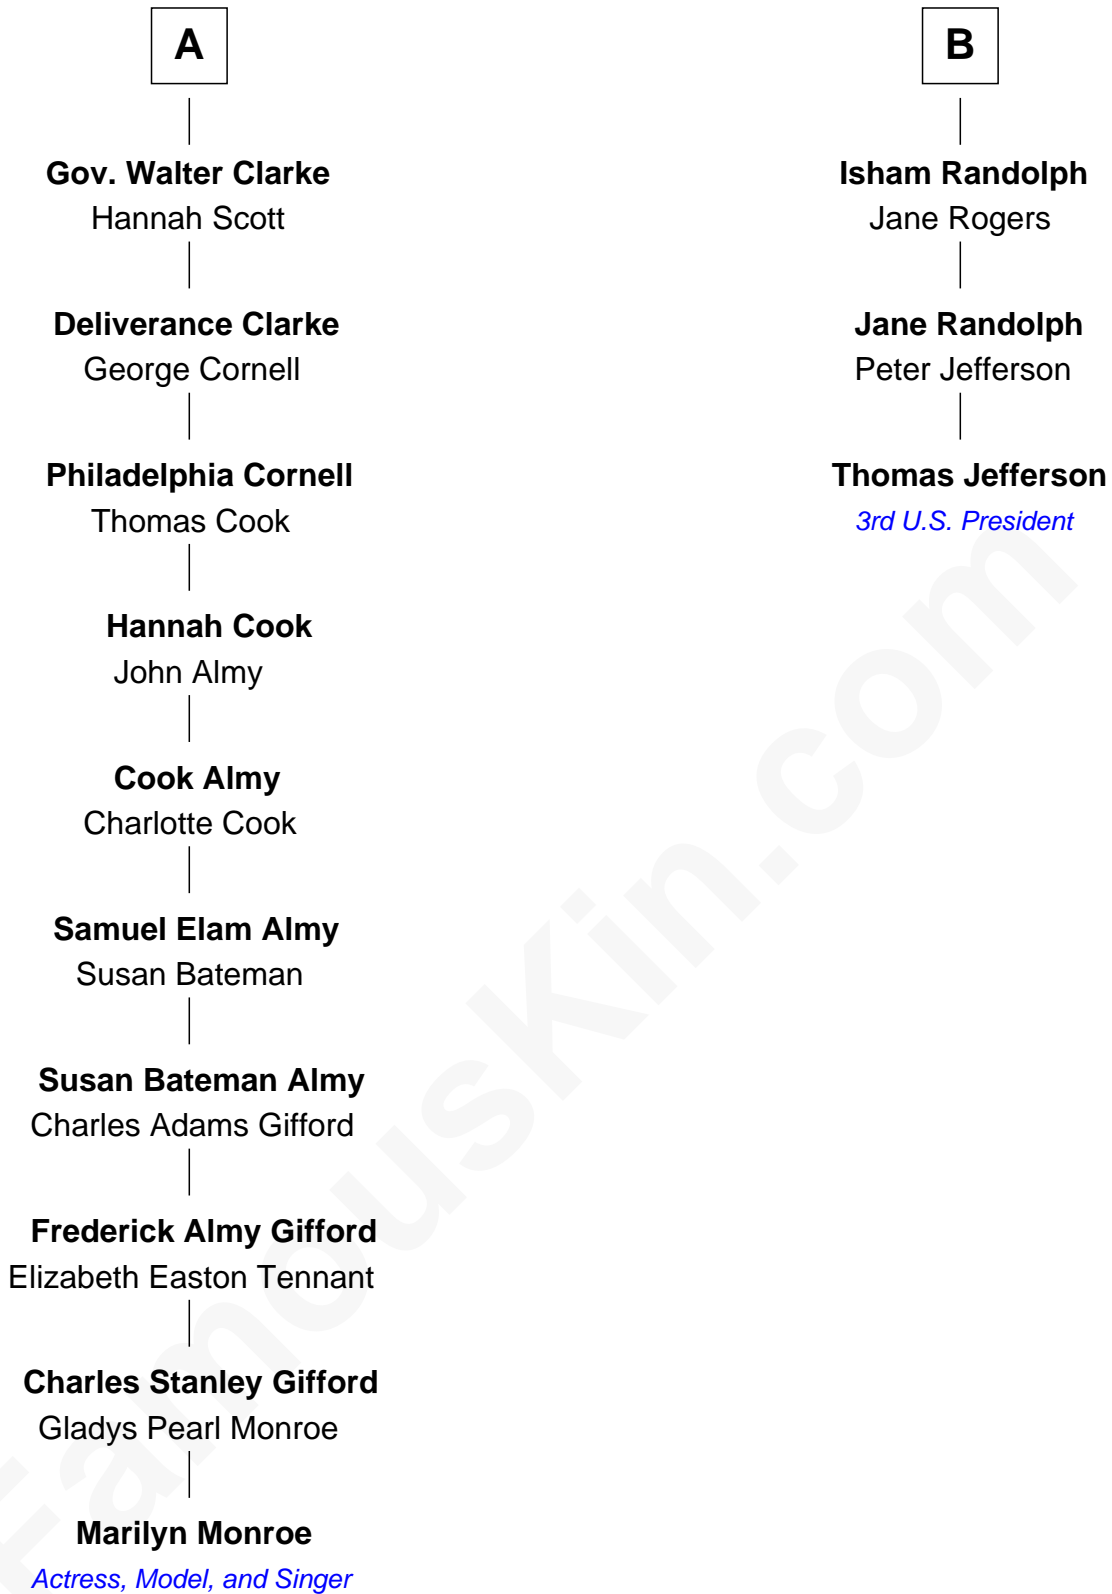 A
Gov. Walter Clarke
Hannah Scott
Deliverance Clarke
George Cornell
Philadelphia Cornell
Thomas Cook
Hannah Cook
John Almy
Cook Almy
Charlotte Cook
Samuel Elam Almy
Susan Bateman
Susan Bateman Almy
Charles Adams Gifford
Frederick Almy Gifford
Elizabeth Easton Tennant
Charles Stanley Gifford
Gladys Pearl Monroe
Marilyn Monroe
Actress, Model, and Singer
B
Isham Randolph
Jane Rogers
Jane Randolph
Peter Jefferson
Thomas Jefferson
3rd U.S. President
FamousKin.com